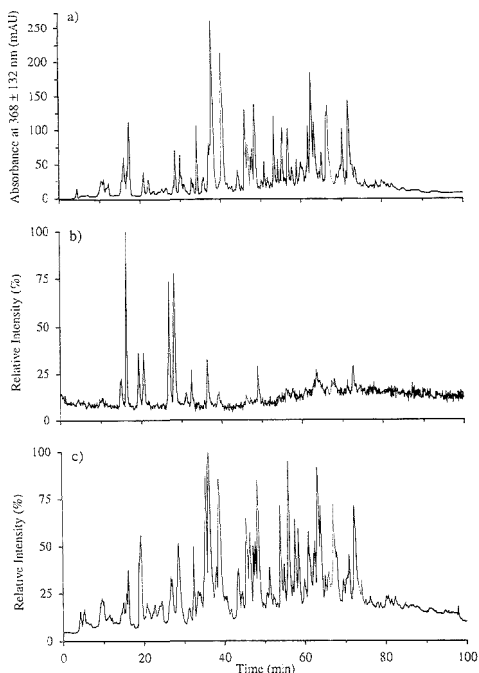 a)
Absorbance at 368 ± 132 nm (mAU)
250
200
150
100
50
0
b)
Relative Intensity (%)
100
75
50
25
0
c)
Relative Intensity (%)
100
75
50
25
0
0 20 40 60 80 100
Time (min)